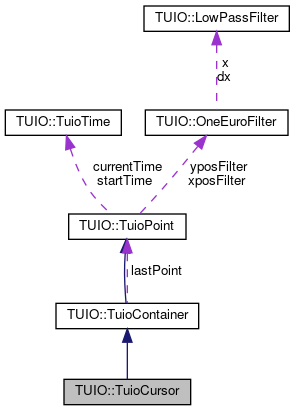 TUIO::LowPassFilter
x
dx
TUIO::TuioTime
TUIO::OneEuroFilter
currentTime
startTime
yposFilter
xposFilter
TUIO::TuioPoint
lastPoint
TUIO::TuioContainer
TUIO::TuioCursor